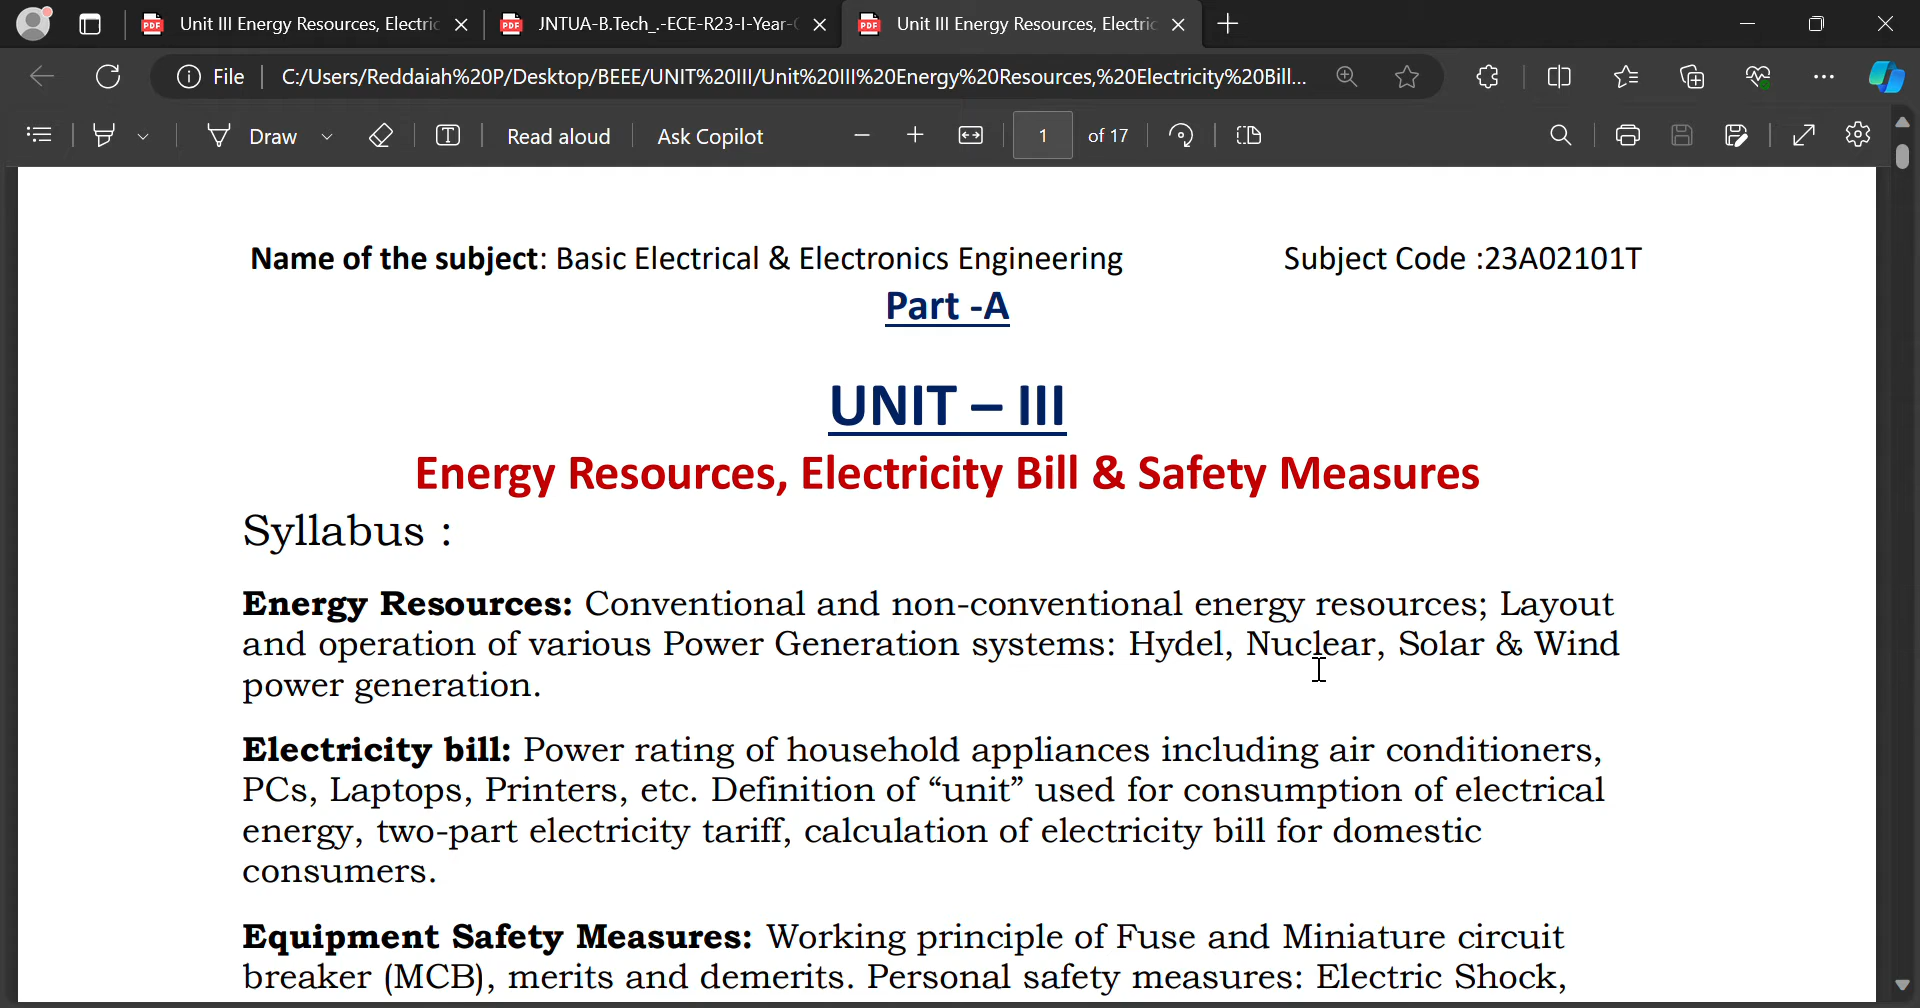 Unit III Energy Resources, Electric
JNTUA-B.Tech_.-ECE-R23-I-Year-
Unit III Energy Resources, Electric
File
C:/Users/Reddaiah%20P/Desktop/BEEE/UNIT%20III/Unit%20III%20Energy%20Resources,%20Electricity%20Bill...
Draw
Read aloud
Ask Copilot
1 of 17
Name of the subject: Basic Electrical & Electronics Engineering Subject Code :23A02101T
Part -A
UNIT – III
Energy Resources, Electricity Bill & Safety Measures
Syllabus :
Energy Resources: Conventional and non-conventional energy resources; Layout
and operation of various Power Generation systems: Hydel, Nuclear, Solar & Wind
power generation.
Electricity bill: Power rating of household appliances including air conditioners,
PCs, Laptops, Printers, etc. Definition of “unit” used for consumption of electrical
energy, two-part electricity tariff, calculation of electricity bill for domestic
consumers.
Equipment Safety Measures: Working principle of Fuse and Miniature circuit
breaker (MCB), merits and demerits. Personal safety measures: Electric Shock,